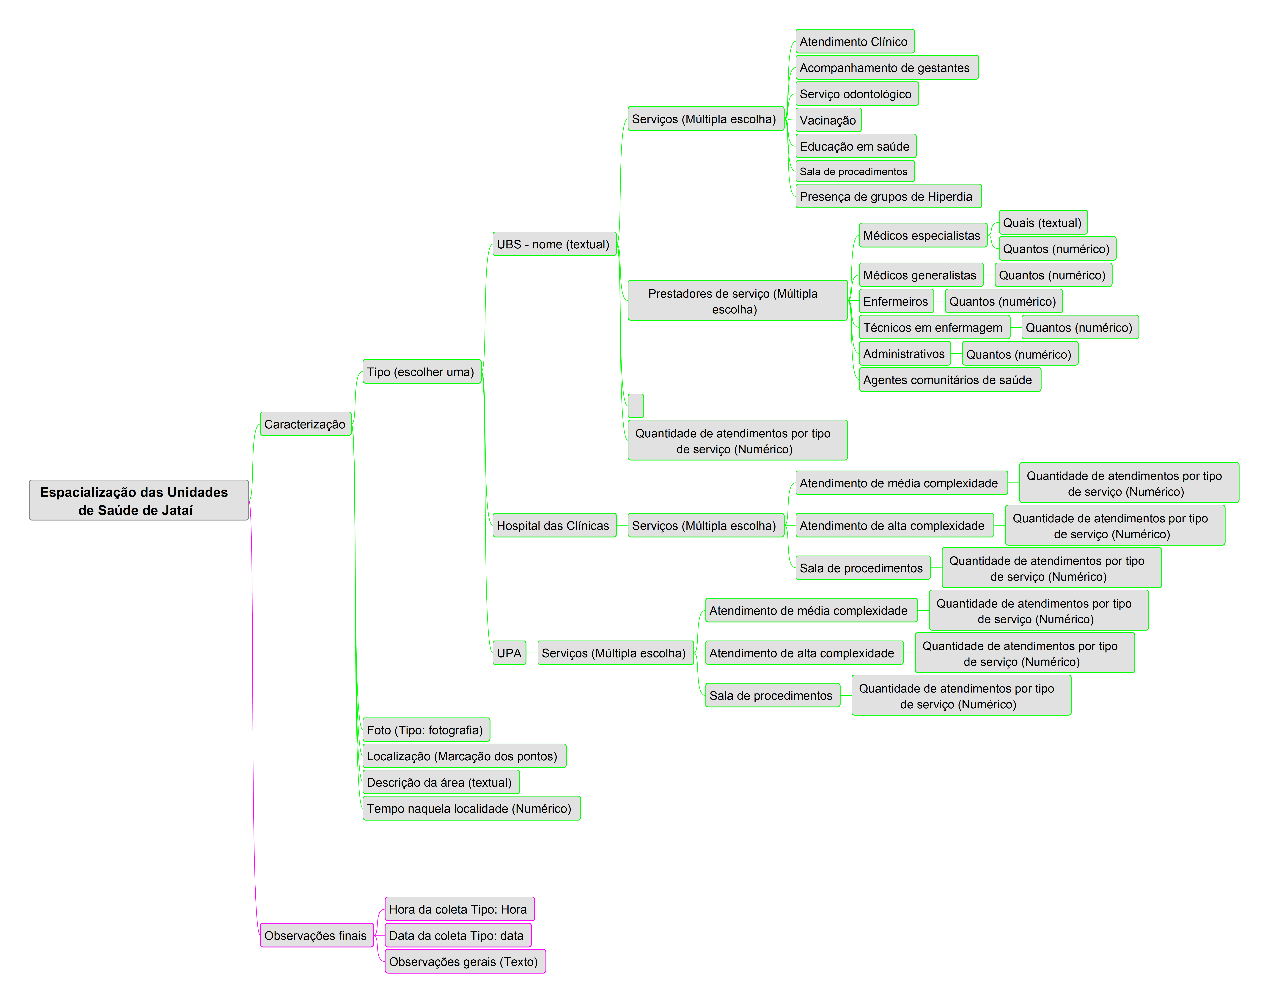 Espacialização das Unidades
de Saúde de Jataí
Caracterização
Tipo (escolher uma)
UBS - nome (textual)
Serviços (Múltipla escolha)
Atendimento Clínico
Acompanhamento de gestantes
Serviço odontológico
Vacinação
Educação em saúde
Sala de procedimentos
Presença de grupos de Hiperdia
Prestadores de serviço (Múltipla
escolha)
Médicos especialistas
Quais (textual)
Quantos (numérico)
Médicos generalistas
Quantos (numérico)
Enfermeiros
Quantos (numérico)
Técnicos em enfermagem
Quantos (numérico)
Administrativos
Quantos (numérico)
Agentes comunitários de saúde
Quantidade de atendimentos por tipo
de serviço (Numérico)
Hospital das Clínicas
Serviços (Múltipla escolha)
Atendimento de média complexidade
Quantidade de atendimentos por tipo
de serviço (Numérico)
Atendimento de alta complexidade
Quantidade de atendimentos por tipo
de serviço (Numérico)
Sala de procedimentos
Quantidade de atendimentos por tipo
de serviço (Numérico)
UPA
Serviços (Múltipla escolha)
Atendimento de média complexidade
Quantidade de atendimentos por tipo
de serviço (Numérico)
Atendimento de alta complexidade
Quantidade de atendimentos por tipo
de serviço (Numérico)
Sala de procedimentos
Quantidade de atendimentos por tipo
de serviço (Numérico)
Foto (Tipo: fotografia)
Localização (Marcação dos pontos)
Descrição da área (textual)
Tempo naquela localidade (Numérico)
Observações finais
Hora da coleta Tipo: Hora
Data da coleta Tipo: data
Observações gerais (Texto)